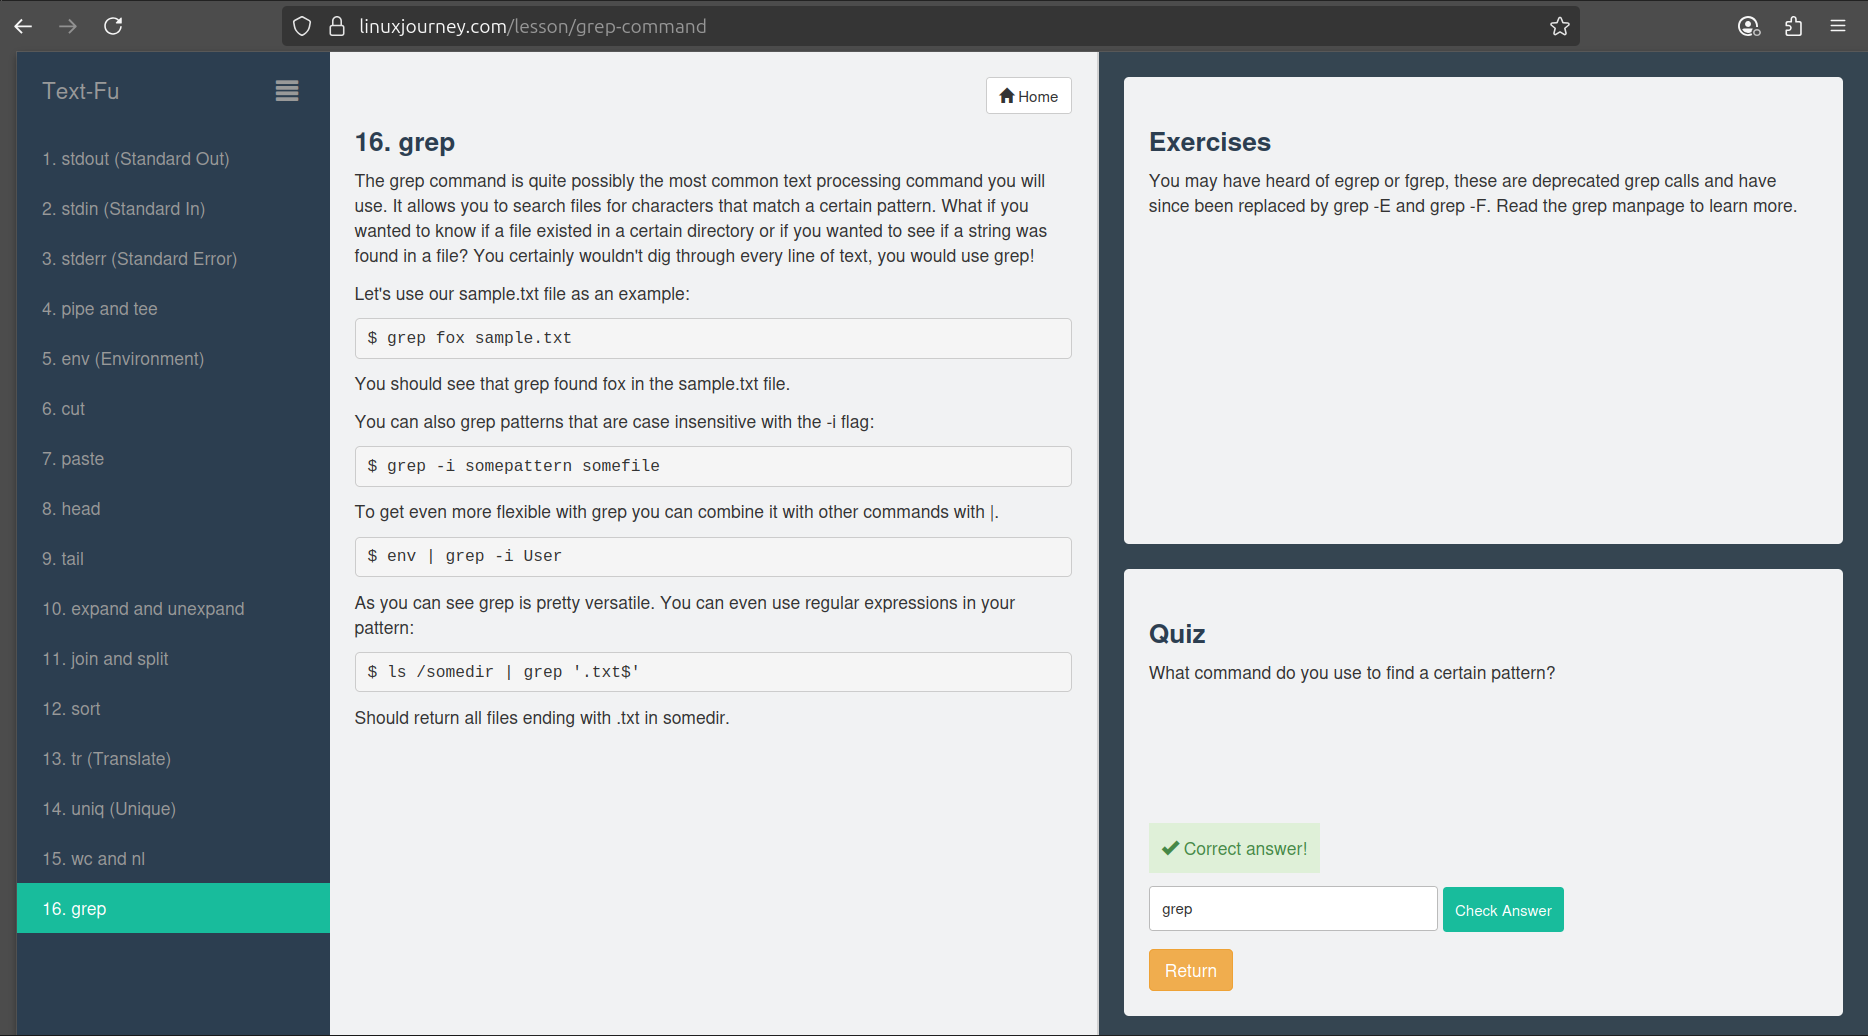 linuxjourney.com/lesson/grep-command
Text-Fu
1. stdout (Standard Out)
2. stdin (Standard In)
3. stderr (Standard Error)
4. pipe and tee
5. env (Environment)
6. cut
7. paste
8. head
9. tail
10. expand and unexpand
11. join and split
12. sort
13. tr (Translate)
14. uniq (Unique)
15. wc and nl
16. grep
Home
16. grep
The grep command is quite possibly the most common text processing command you will
use. It allows you to search files for characters that match a certain pattern. What if you
wanted to know if a file existed in a certain directory or if you wanted to see if a string was
found in a file? You certainly wouldn't dig through every line of text, you would use grep!
Let's use our sample.txt file as an example:
$ grep fox sample.txt
You should see that grep found fox in the sample.txt file.
You can also grep patterns that are case insensitive with the -i flag:
$ grep -i somepattern somefile
To get even more flexible with grep you can combine it with other commands with |.
$ env | grep -i User
As you can see grep is pretty versatile. You can even use regular expressions in your
pattern:
$ ls /somedir | grep '.txt$'
Should return all files ending with .txt in somedir.
Exercises
You may have heard of egrep or fgrep, these are deprecated grep calls and have
since been replaced by grep -E and grep -F. Read the grep manpage to learn more.
Quiz
What command do you use to find a certain pattern?
Correct answer!
grep
Check Answer
Return